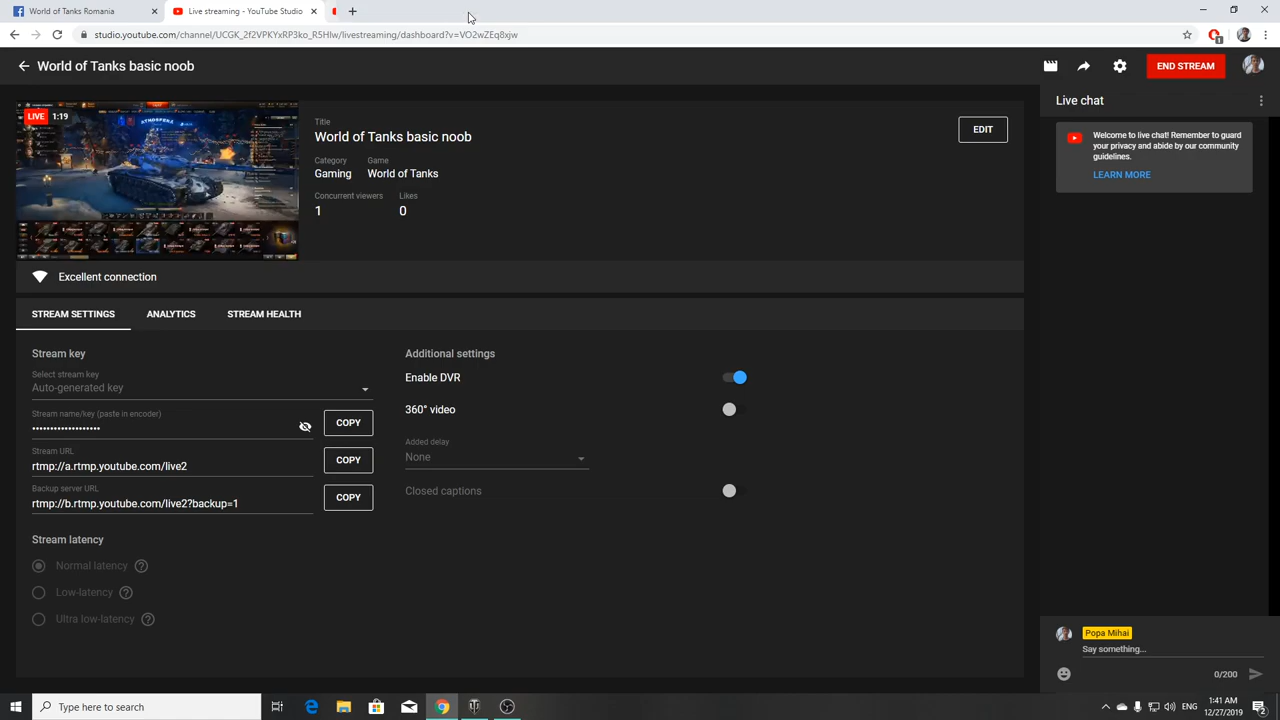 World of Tanks Romania
Live streaming - YouTube Studio
studio.youtube.com/channel/UCGK_2f2VPKYxRP3ko_R5HIw/livestreaming/dashboard?v=VO2wZEq8xjw
World of Tanks basic noob
END STREAM
LIVE 1:19
АТМОЅФЕРА
Title
World of Tanks basic noob
EDIT
Category
Game
Gaming
World of Tanks
Concurrent viewers
Likes
1
0
Excellent connection
STREAM SETTINGS
ANALYTICS
STREAM HEALTH
Stream key
Select stream key
Auto-generated key
Stream name/key (paste in encoder)
••••••••••••••••••
COPY
Stream URL
rtmp://a.rtmp.youtube.com/live2
COPY
Backup server URL
rtmp://b.rtmp.youtube.com/live2?backup=1
COPY
Stream latency
Normal latency
Low-latency
Ultra low-latency
Additional settings
Enable DVR
360° video
Added delay
None
Closed captions
Live chat
Welcome to live chat! Remember to guard
your privacy and abide by our community
guidelines.
LEARN MORE
Popa Mihai
Say something...
0/200
Type here to search
ENG
1:41 AM
12/27/2019
2